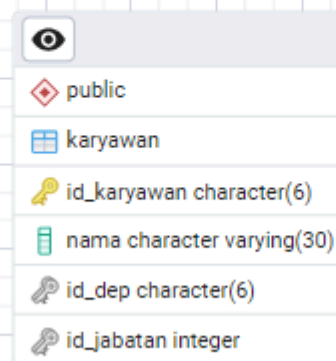 public
karyawan
id_karyawan character(6)
nama character varying(30)
id_dep character(6)
id_jabatan integer